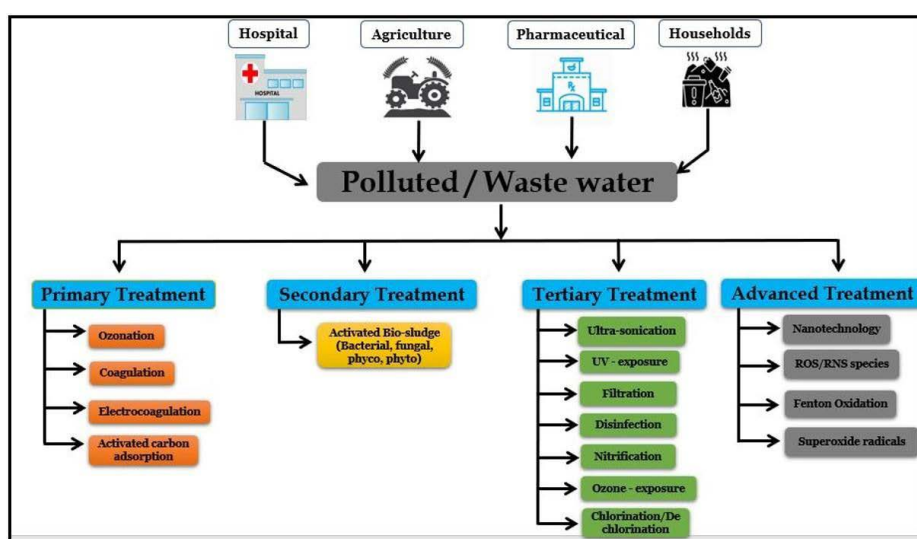 Hospital
Agriculture
Pharmaceutical
Households
HOSPITAL
Rx
Polluted / Waste water
Primary Treatment
Ozonation
Coagulation
Electrocoagulation
Activated carbon
adsorption
Secondary Treatment
Activated Bio-sludge
(Bacterial, fungal,
phyco, phyto)
Tertiary Treatment
Ultra-sonication
UV - exposure
Filtration
Disinfection
Nitrification
Ozone - exposure
Chlorination/De
chlorination
Advanced Treatment
Nanotechnology
ROS/RNS species
Fenton Oxidation
Superoxide radicals